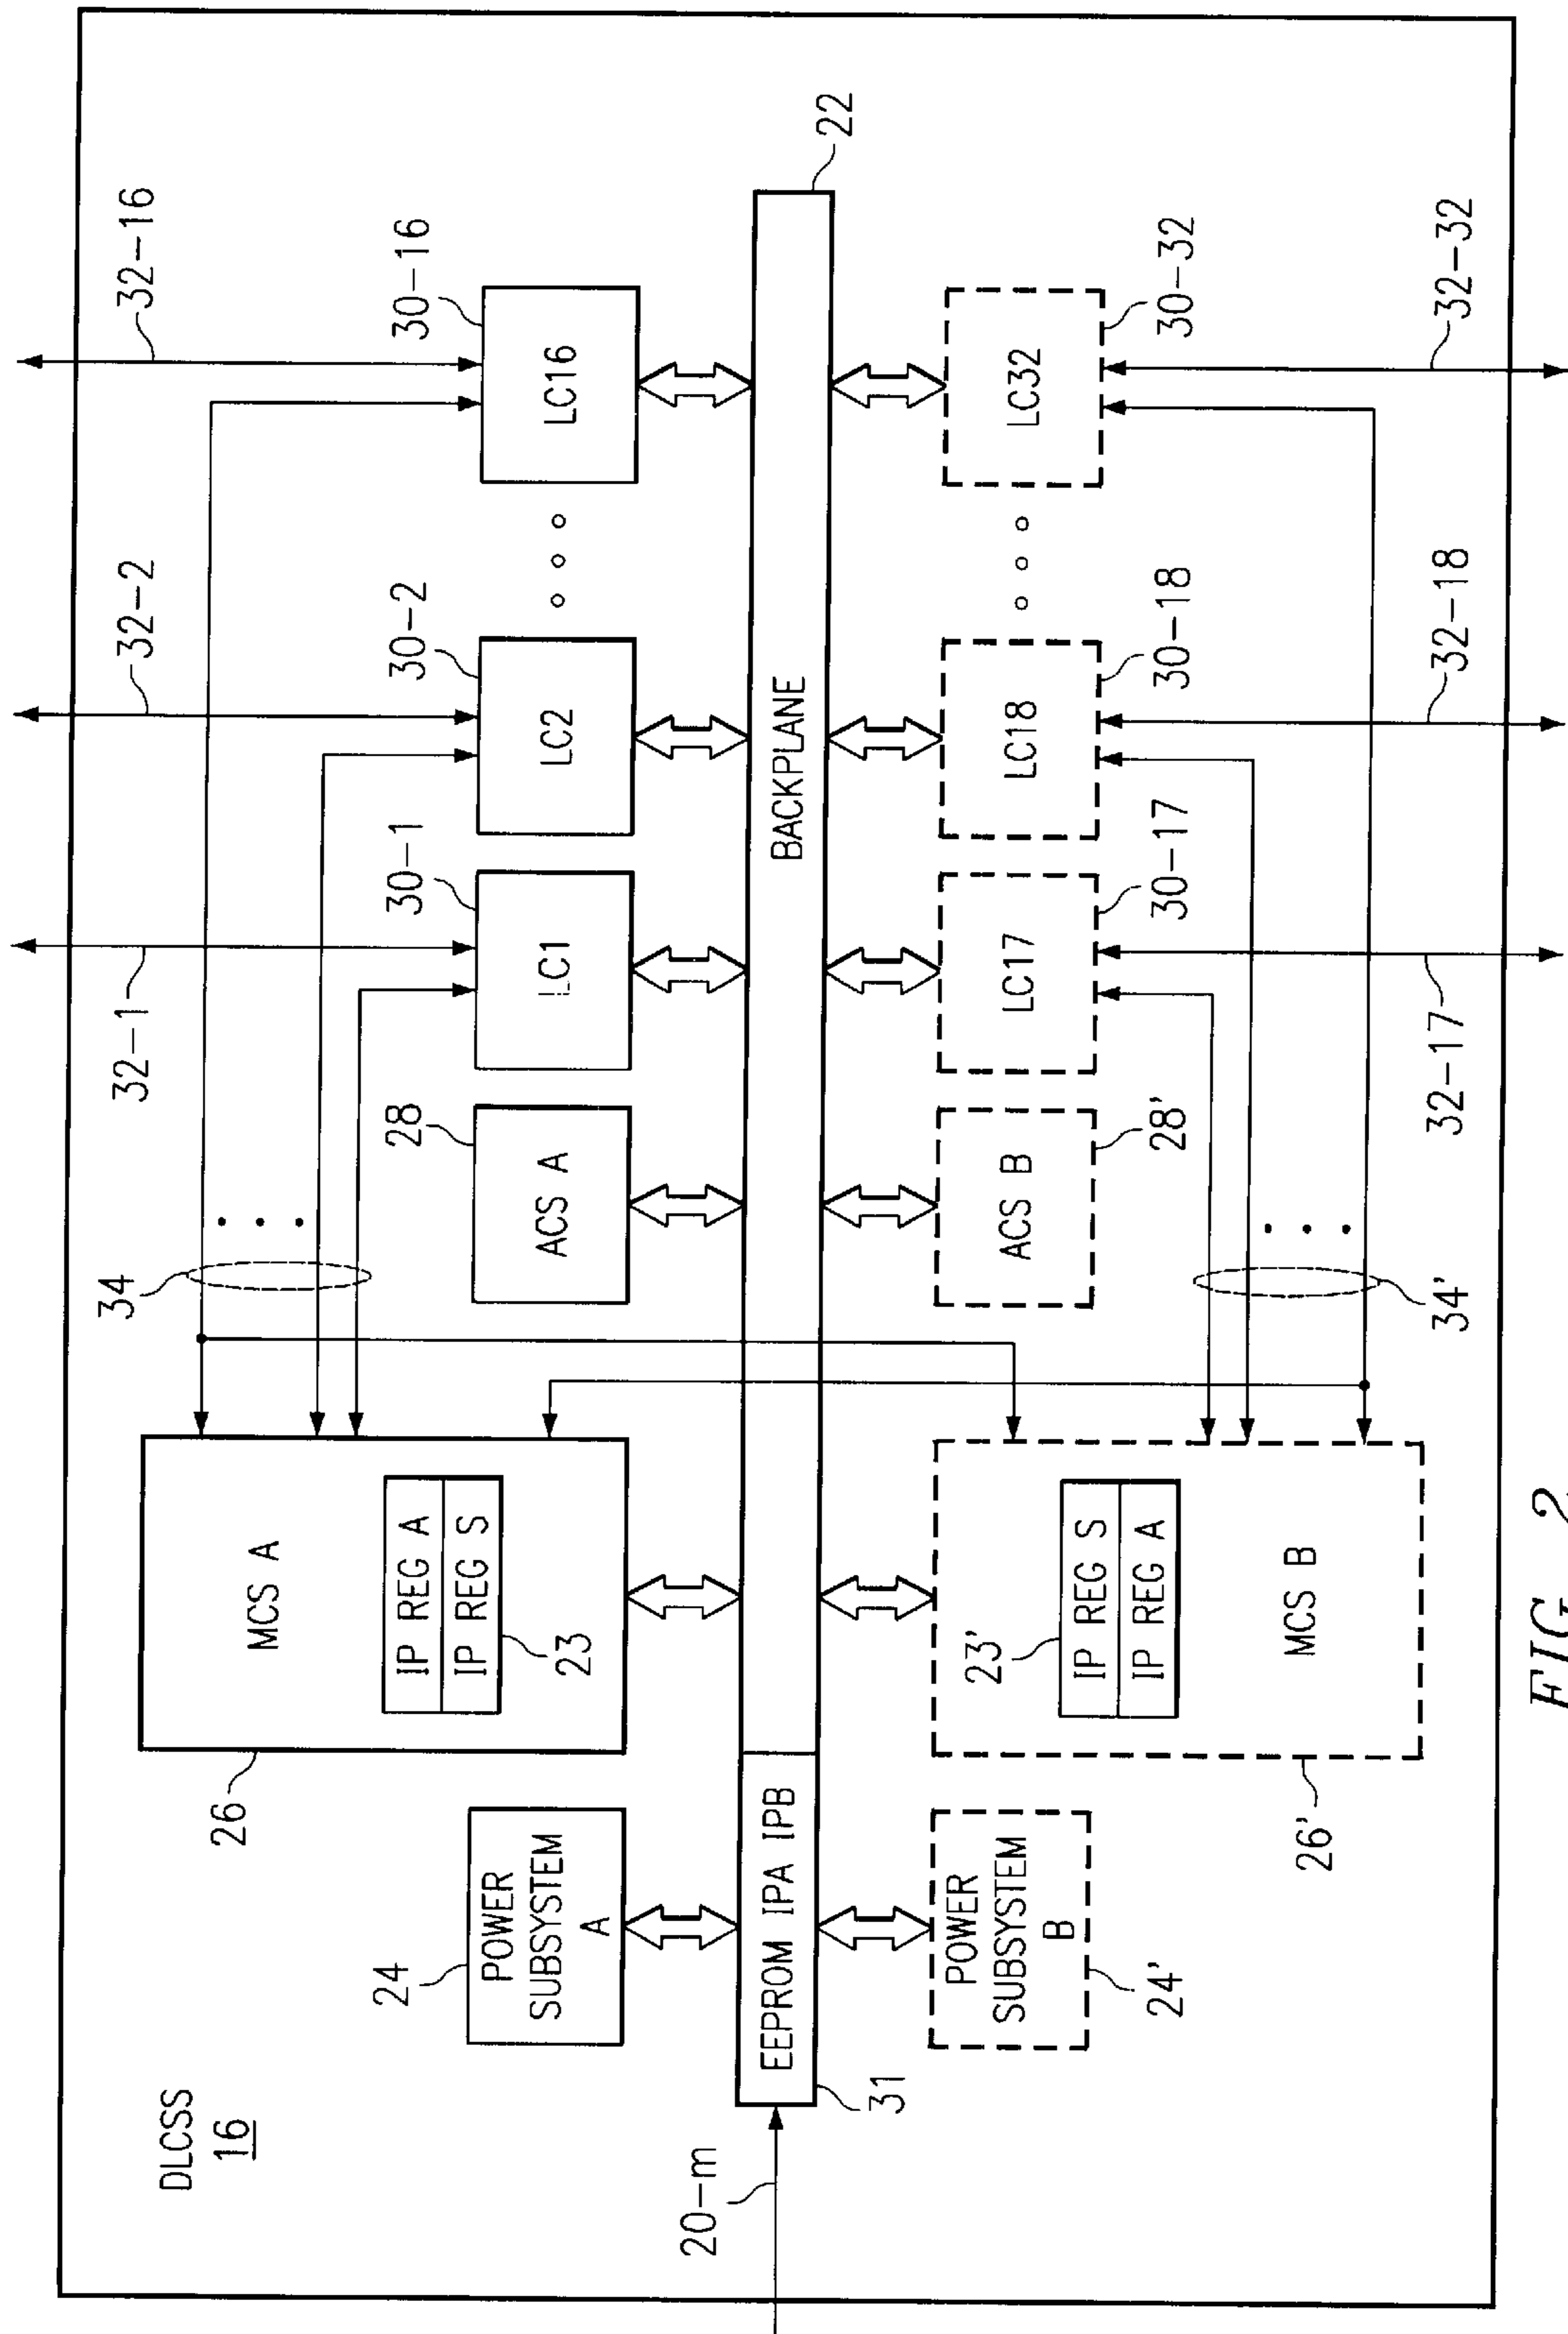 DLCSS
16
32-1
32-2
32-16
34
26
MCS A
IP REG A
IP REG S
23
24
POWER
SUBSYSTEM
A
28
ACS A
30-1
LC1
30-2
LC2
30-16
LC16
20-m
31
EEPROM IPA IPB
BACKPLANE
22
POWER
SUBSYSTEM
B
24'
23'
IP REG S
IP REG A
MCS B
26'
ACS B
28'
LC17
30-17
LC18
30-18
LC32
30-32
34'
32-17
32-18
32-32
FIG. 2